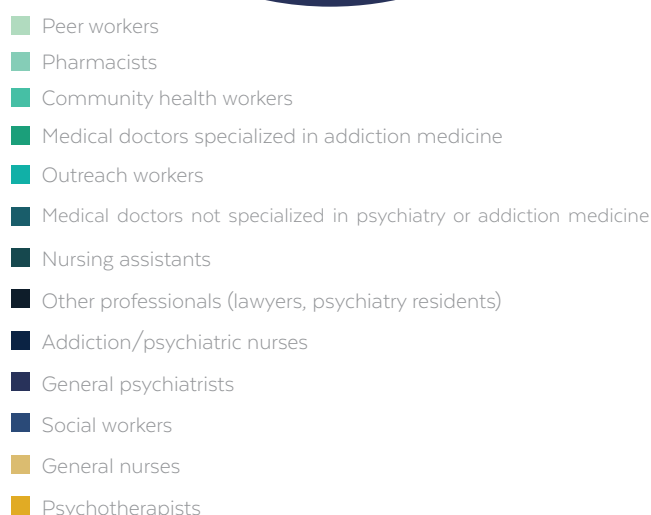 Peer workers
Pharmacists
Community health workers
Medical doctors specialized in addiction medicine
Outreach workers
Medical doctors not specialized in psychiatry or addiction medicine
Nursing assistants
Other professionals (lawyers, psychiatry residents)
Addiction/psychiatric nurses
General psychiatrists
Social workers
General nurses
Psychotherapists